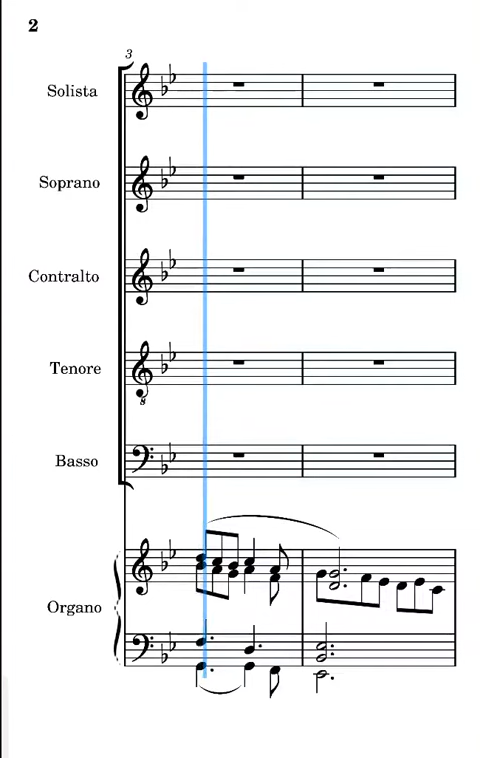 2
3
Solista
Soprano
Contralto
Tenore
8
Basso
Organo